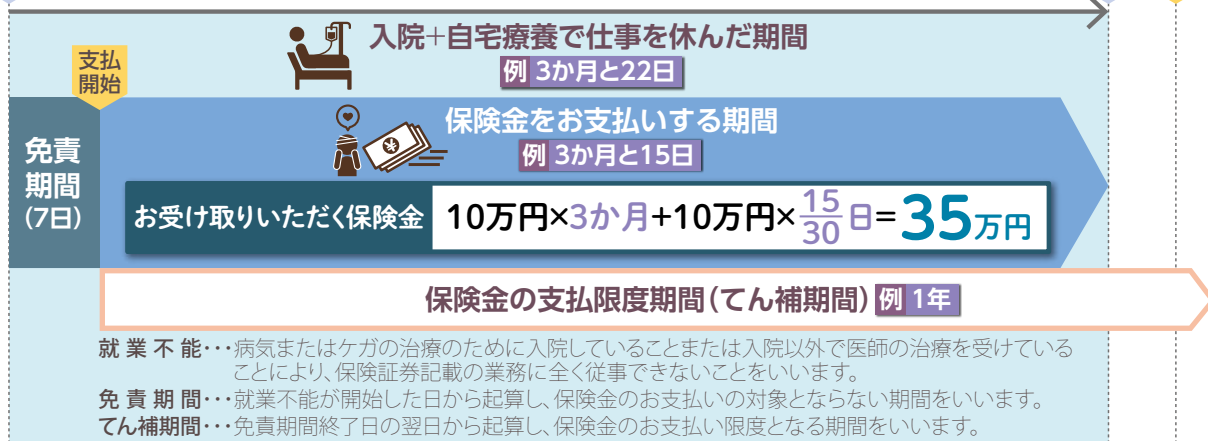 入院+自宅療養で仕事を休んだ期間
例 3か月と22日
支払
開始
免責
期間
(7日)
保険金をお支払いする期間
例 3か月と15日
お受け取りいただく保険金 10万円×3か月+10万円×15/30日=35万円
保険金の支払限度期間(てん補期間) 例 1年
就業不能･･･病気またはケガの治療のために入院していることまたは入院以外で医師の治療を受けている
ことにより、保険証券記載の業務に全く従事できないことをいいます。
免責期間･･･就業不能が開始した日から起算し、保険金のお支払いの対象とならない期間をいいます。
てん補期間･･･免責期間終了日の翌日から起算し、保険金のお支払い限度となる期間をいいます。